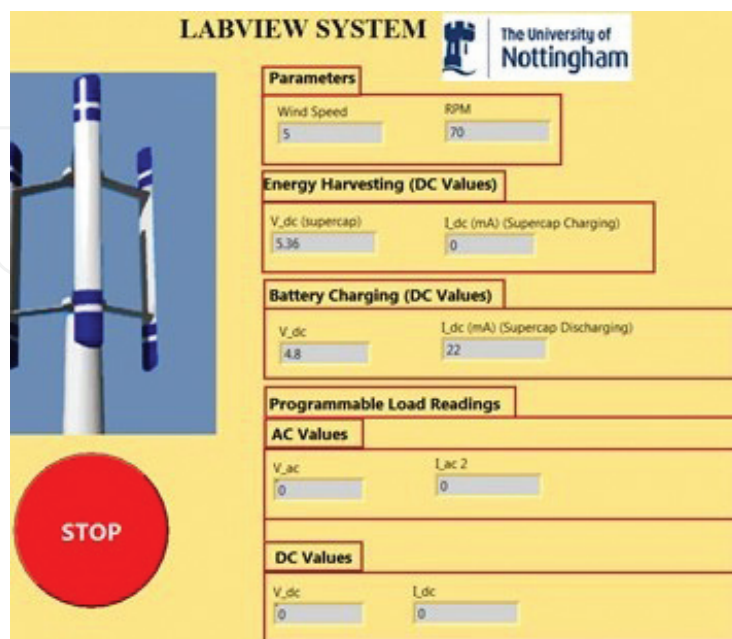 LABVIEW SYSTEM
The University of
Nottingham
Parameters
Wind Speed RPM
5 70
Energy Harvesting (DC Values)
V_dc (supercap) I_dc (mA) (Supercap Charging)
5.36 0
Battery Charging (DC Values)
V_dc I_dc (mA) (Supercap Discharging)
4.8 22
Programmable Load Readings
AC Values
V_ac I_ac 2
0 0
STOP
DC Values
V_dc I_dc
0 0